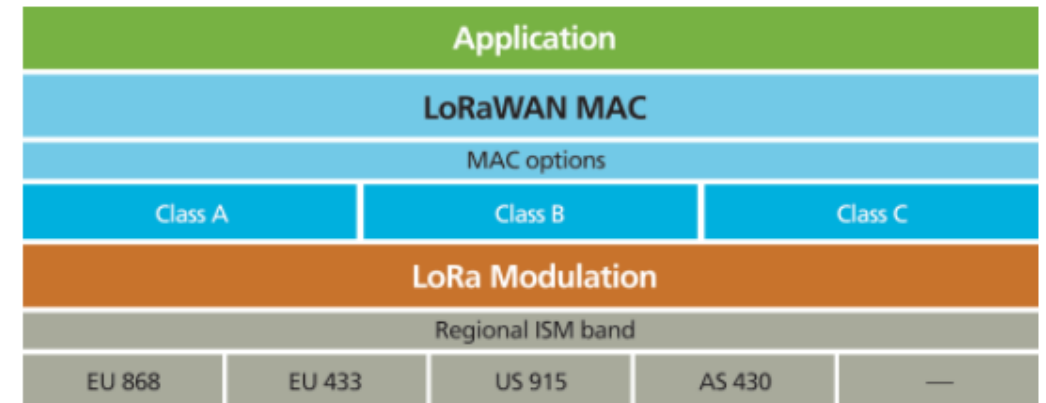 Application
LoRaWAN MAC
MAC options
Class A Class B Class C
LoRa Modulation
Regional ISM band
EU 868 EU 433 US 915 AS 430 —